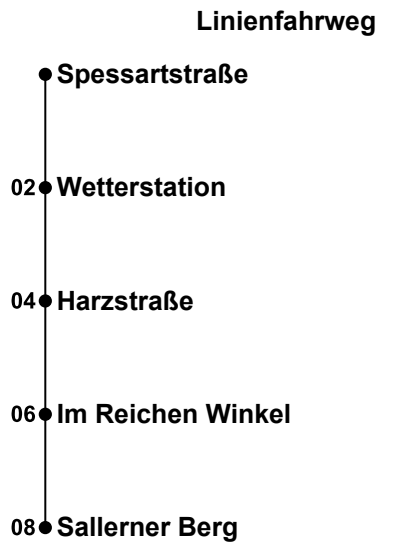 Linienfahrweg
Spessartstraße
02 Wetterstation
04 Harzstraße
06 Im Reichen Winkel
08 Sallerner Berg